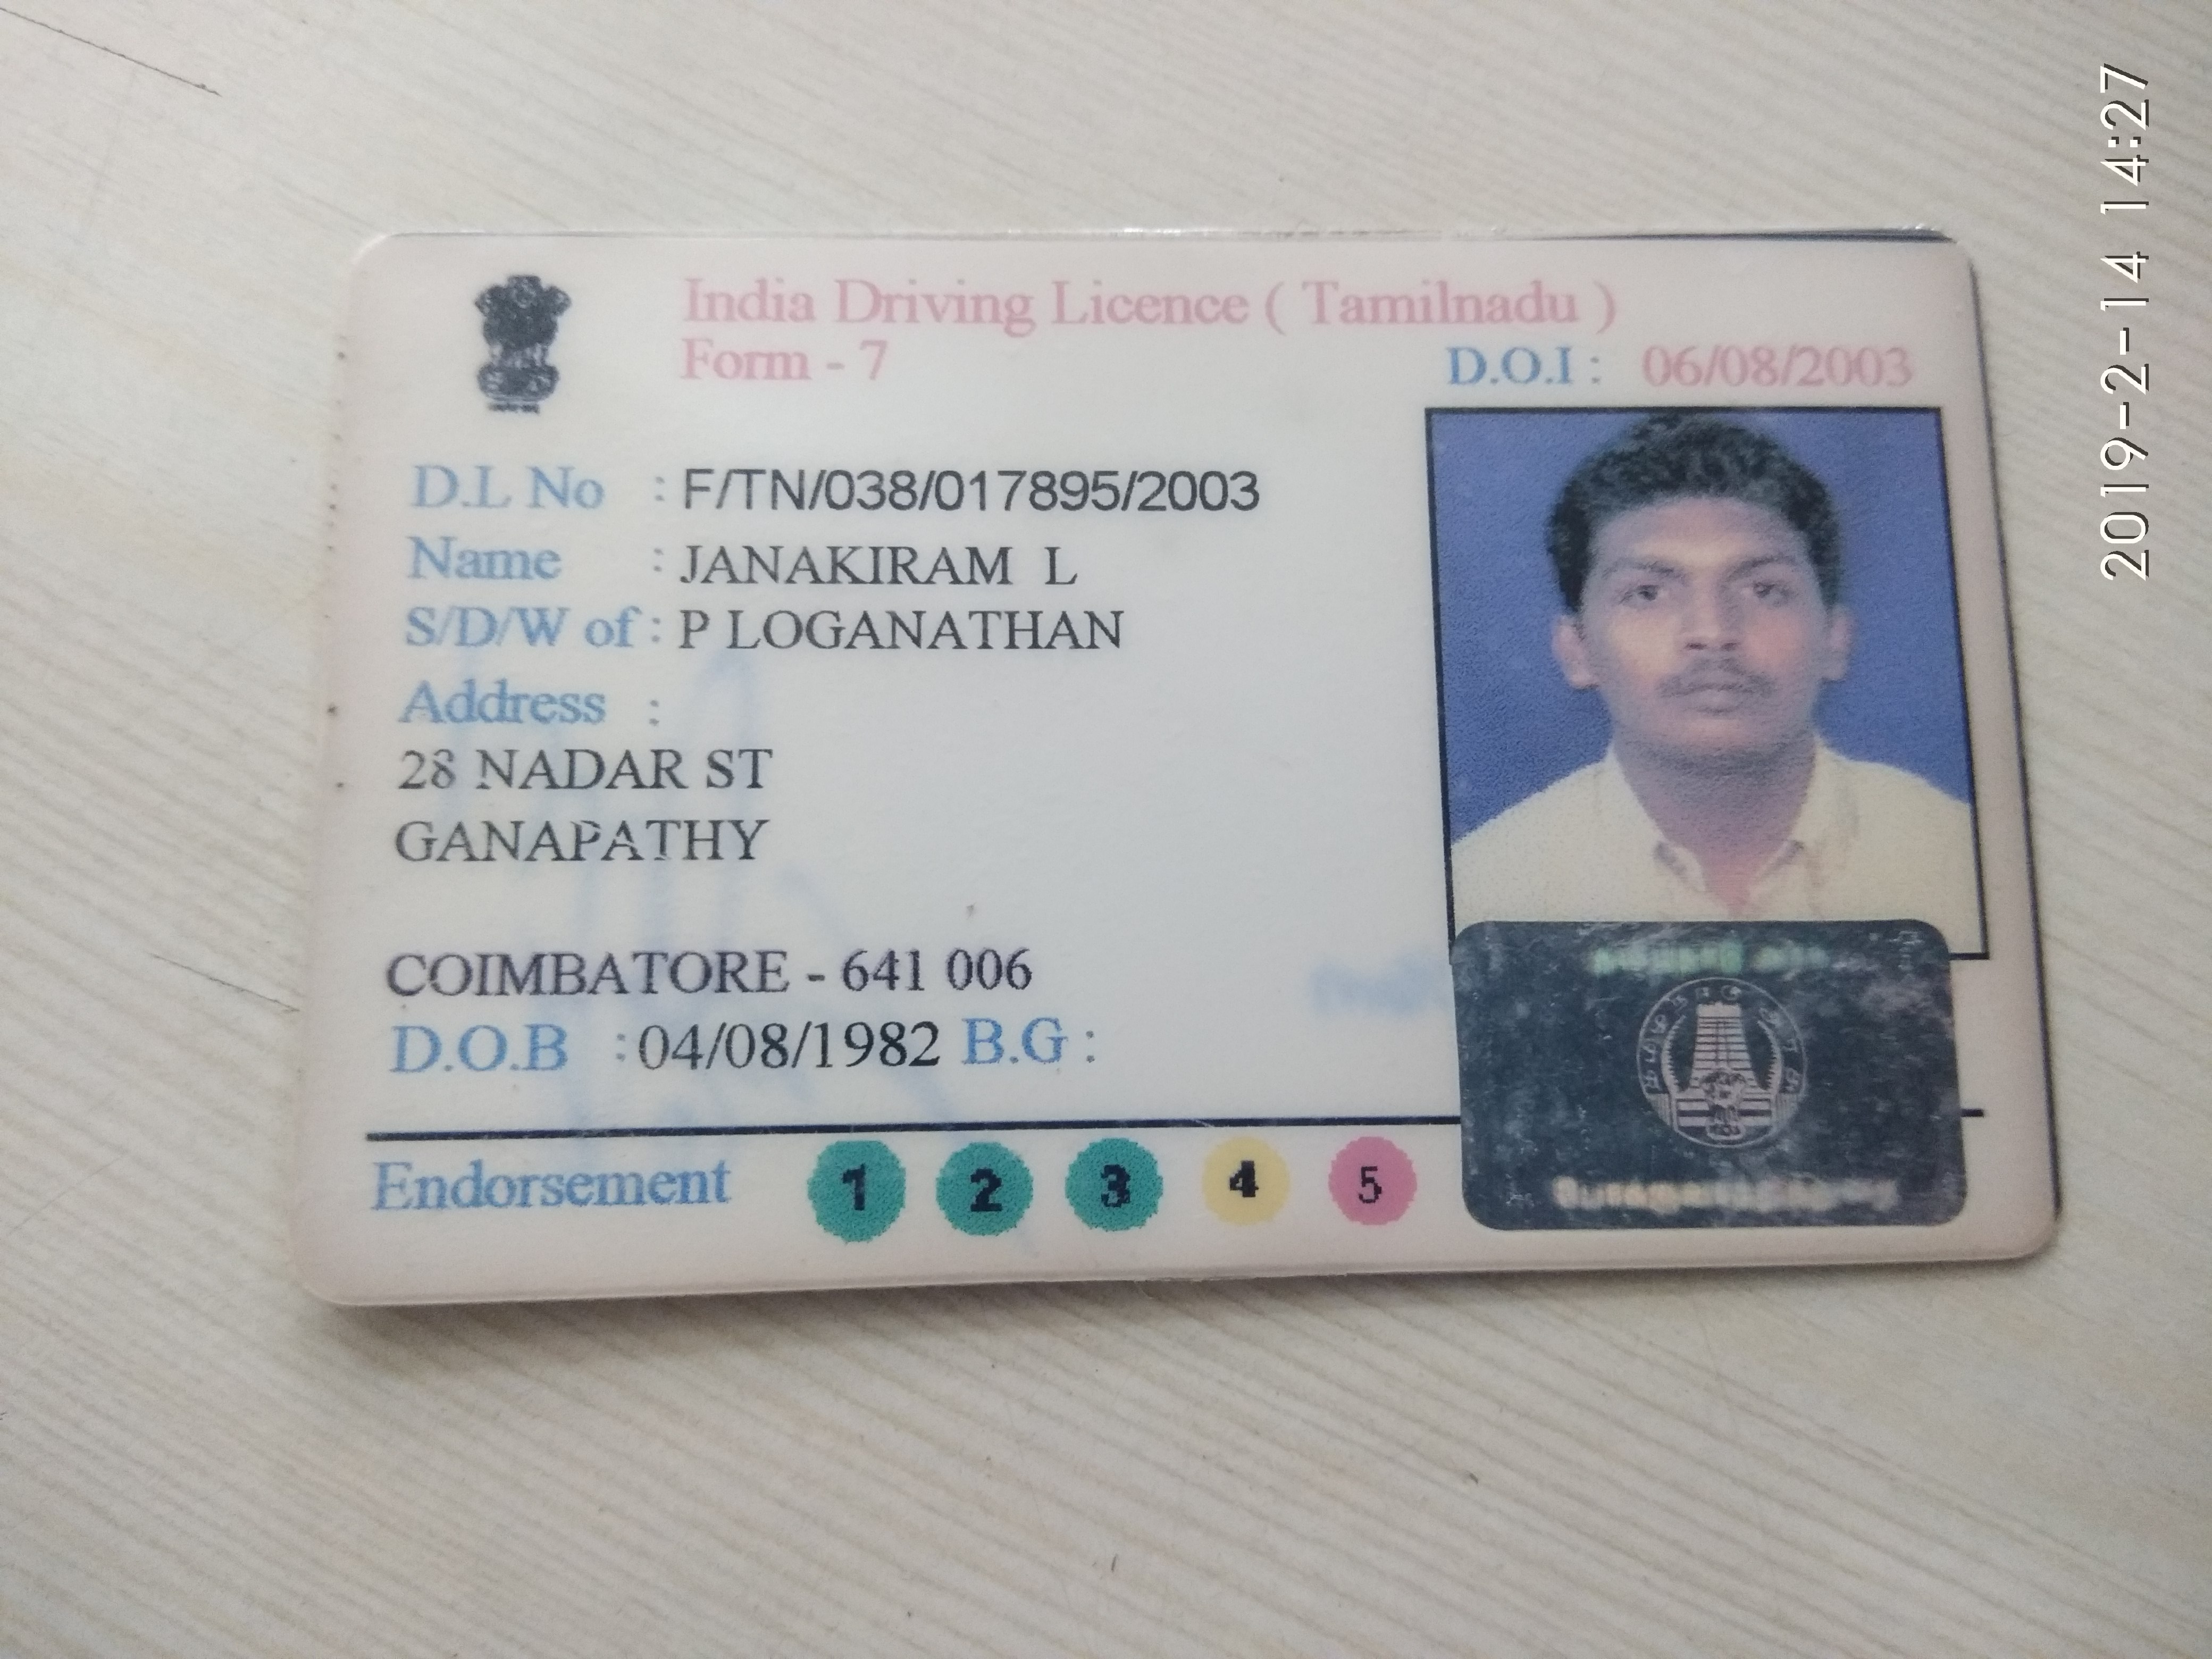 India Driving Licence ( Tamilnadu )
Form - 7
D.O.I : 06/08/2003
D.L No : F/TN/038/017895/2003
Name : JANAKIRAM L
S/D/W of : P LOGANATHAN
Address :
28 NADAR ST
GANAPATHY
COIMBATORE - 641 006
D.O.B : 04/08/1982 B.G :
Endorsement 1 2 3 4 5
2019-2-14 14:27